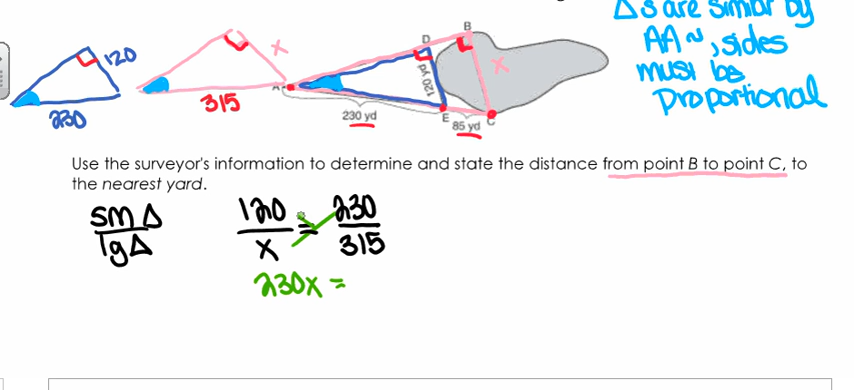 Δs are similar by
AA~, sides
must be
proportional
120
230
x
315
A
D
B
120 yd
x
230 yd
E
85 yd
C
Use the surveyor's information to determine and state the distance from point B to point C, to
the nearest yard.
sm Δ
lg Δ
120
x
=
230
315
230x =